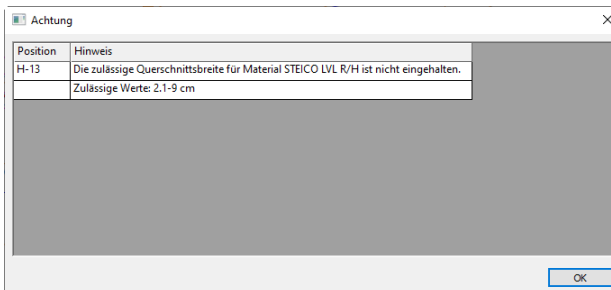 Achtung
Position Hinweis
H-13 Die zulässige Querschnittsbreite für Material STEICO LVL R/H ist nicht eingehalten.
Zulässige Werte: 2.1-9 cm
OK